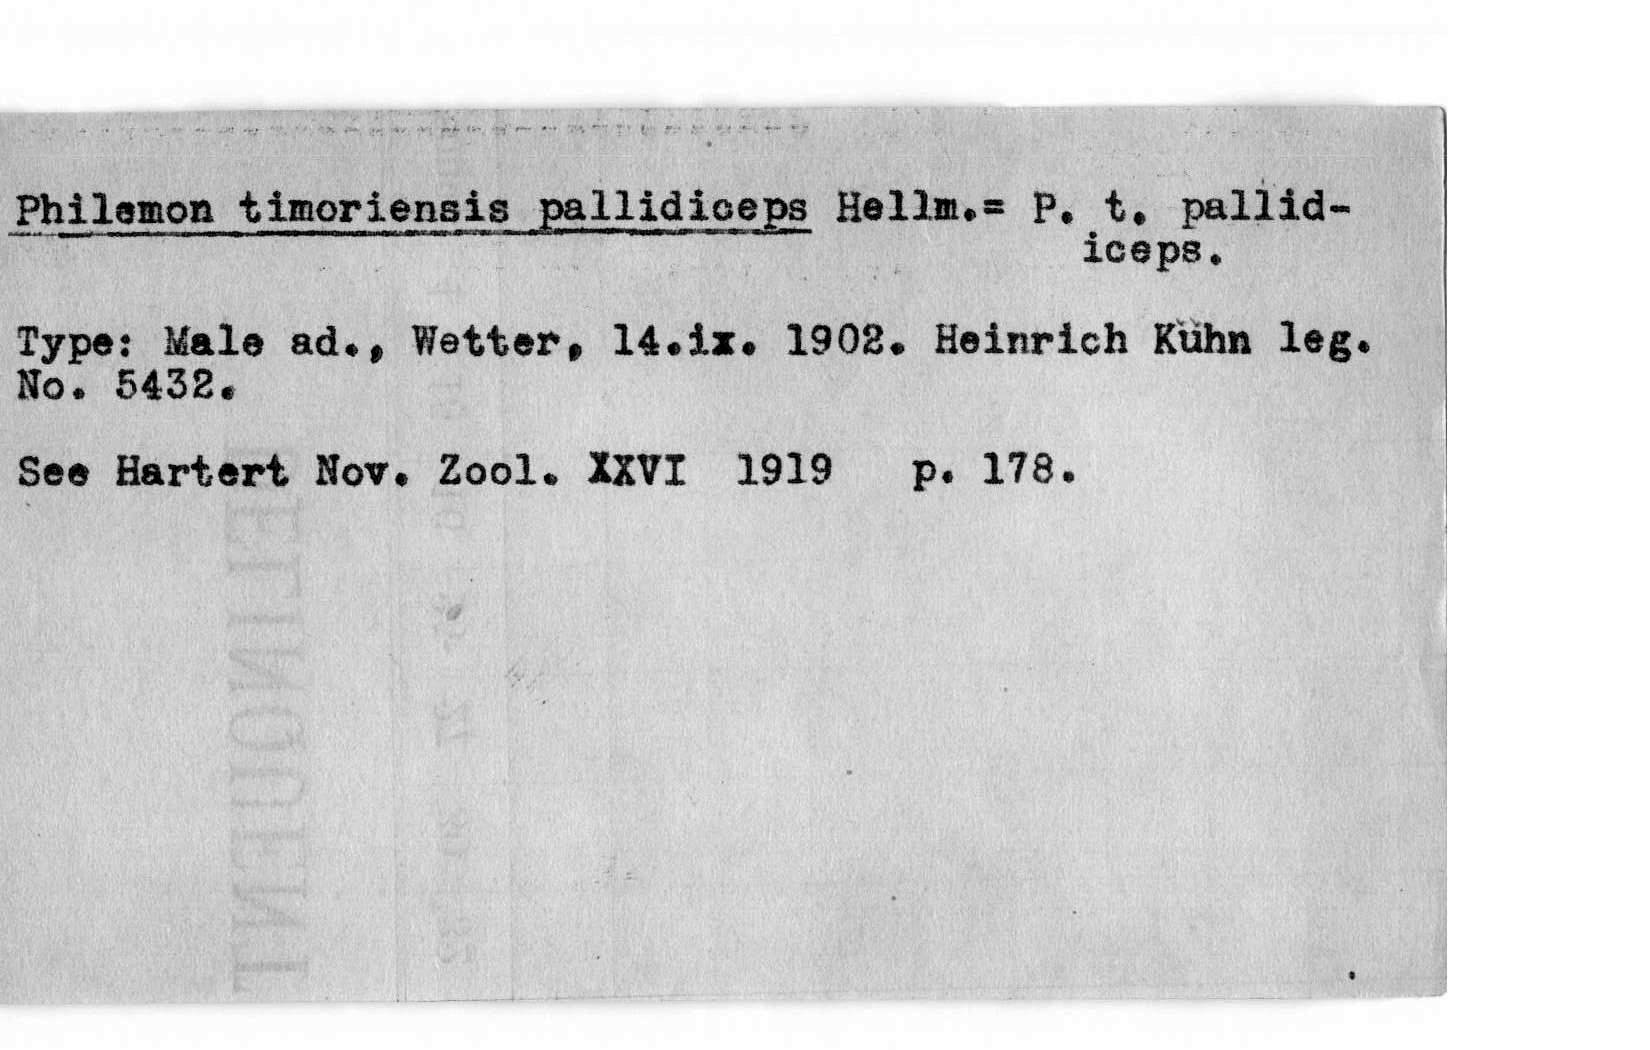 Philemon timoriensis pallidiceps Hellm.= P. t. pallid-
iceps.
Type: Male ad., Wetter, 14.ix. 1902. Heinrich Kühn leg.
No. 5432.
See Hartert Nov. Zool. XXVI 1919 p. 178.